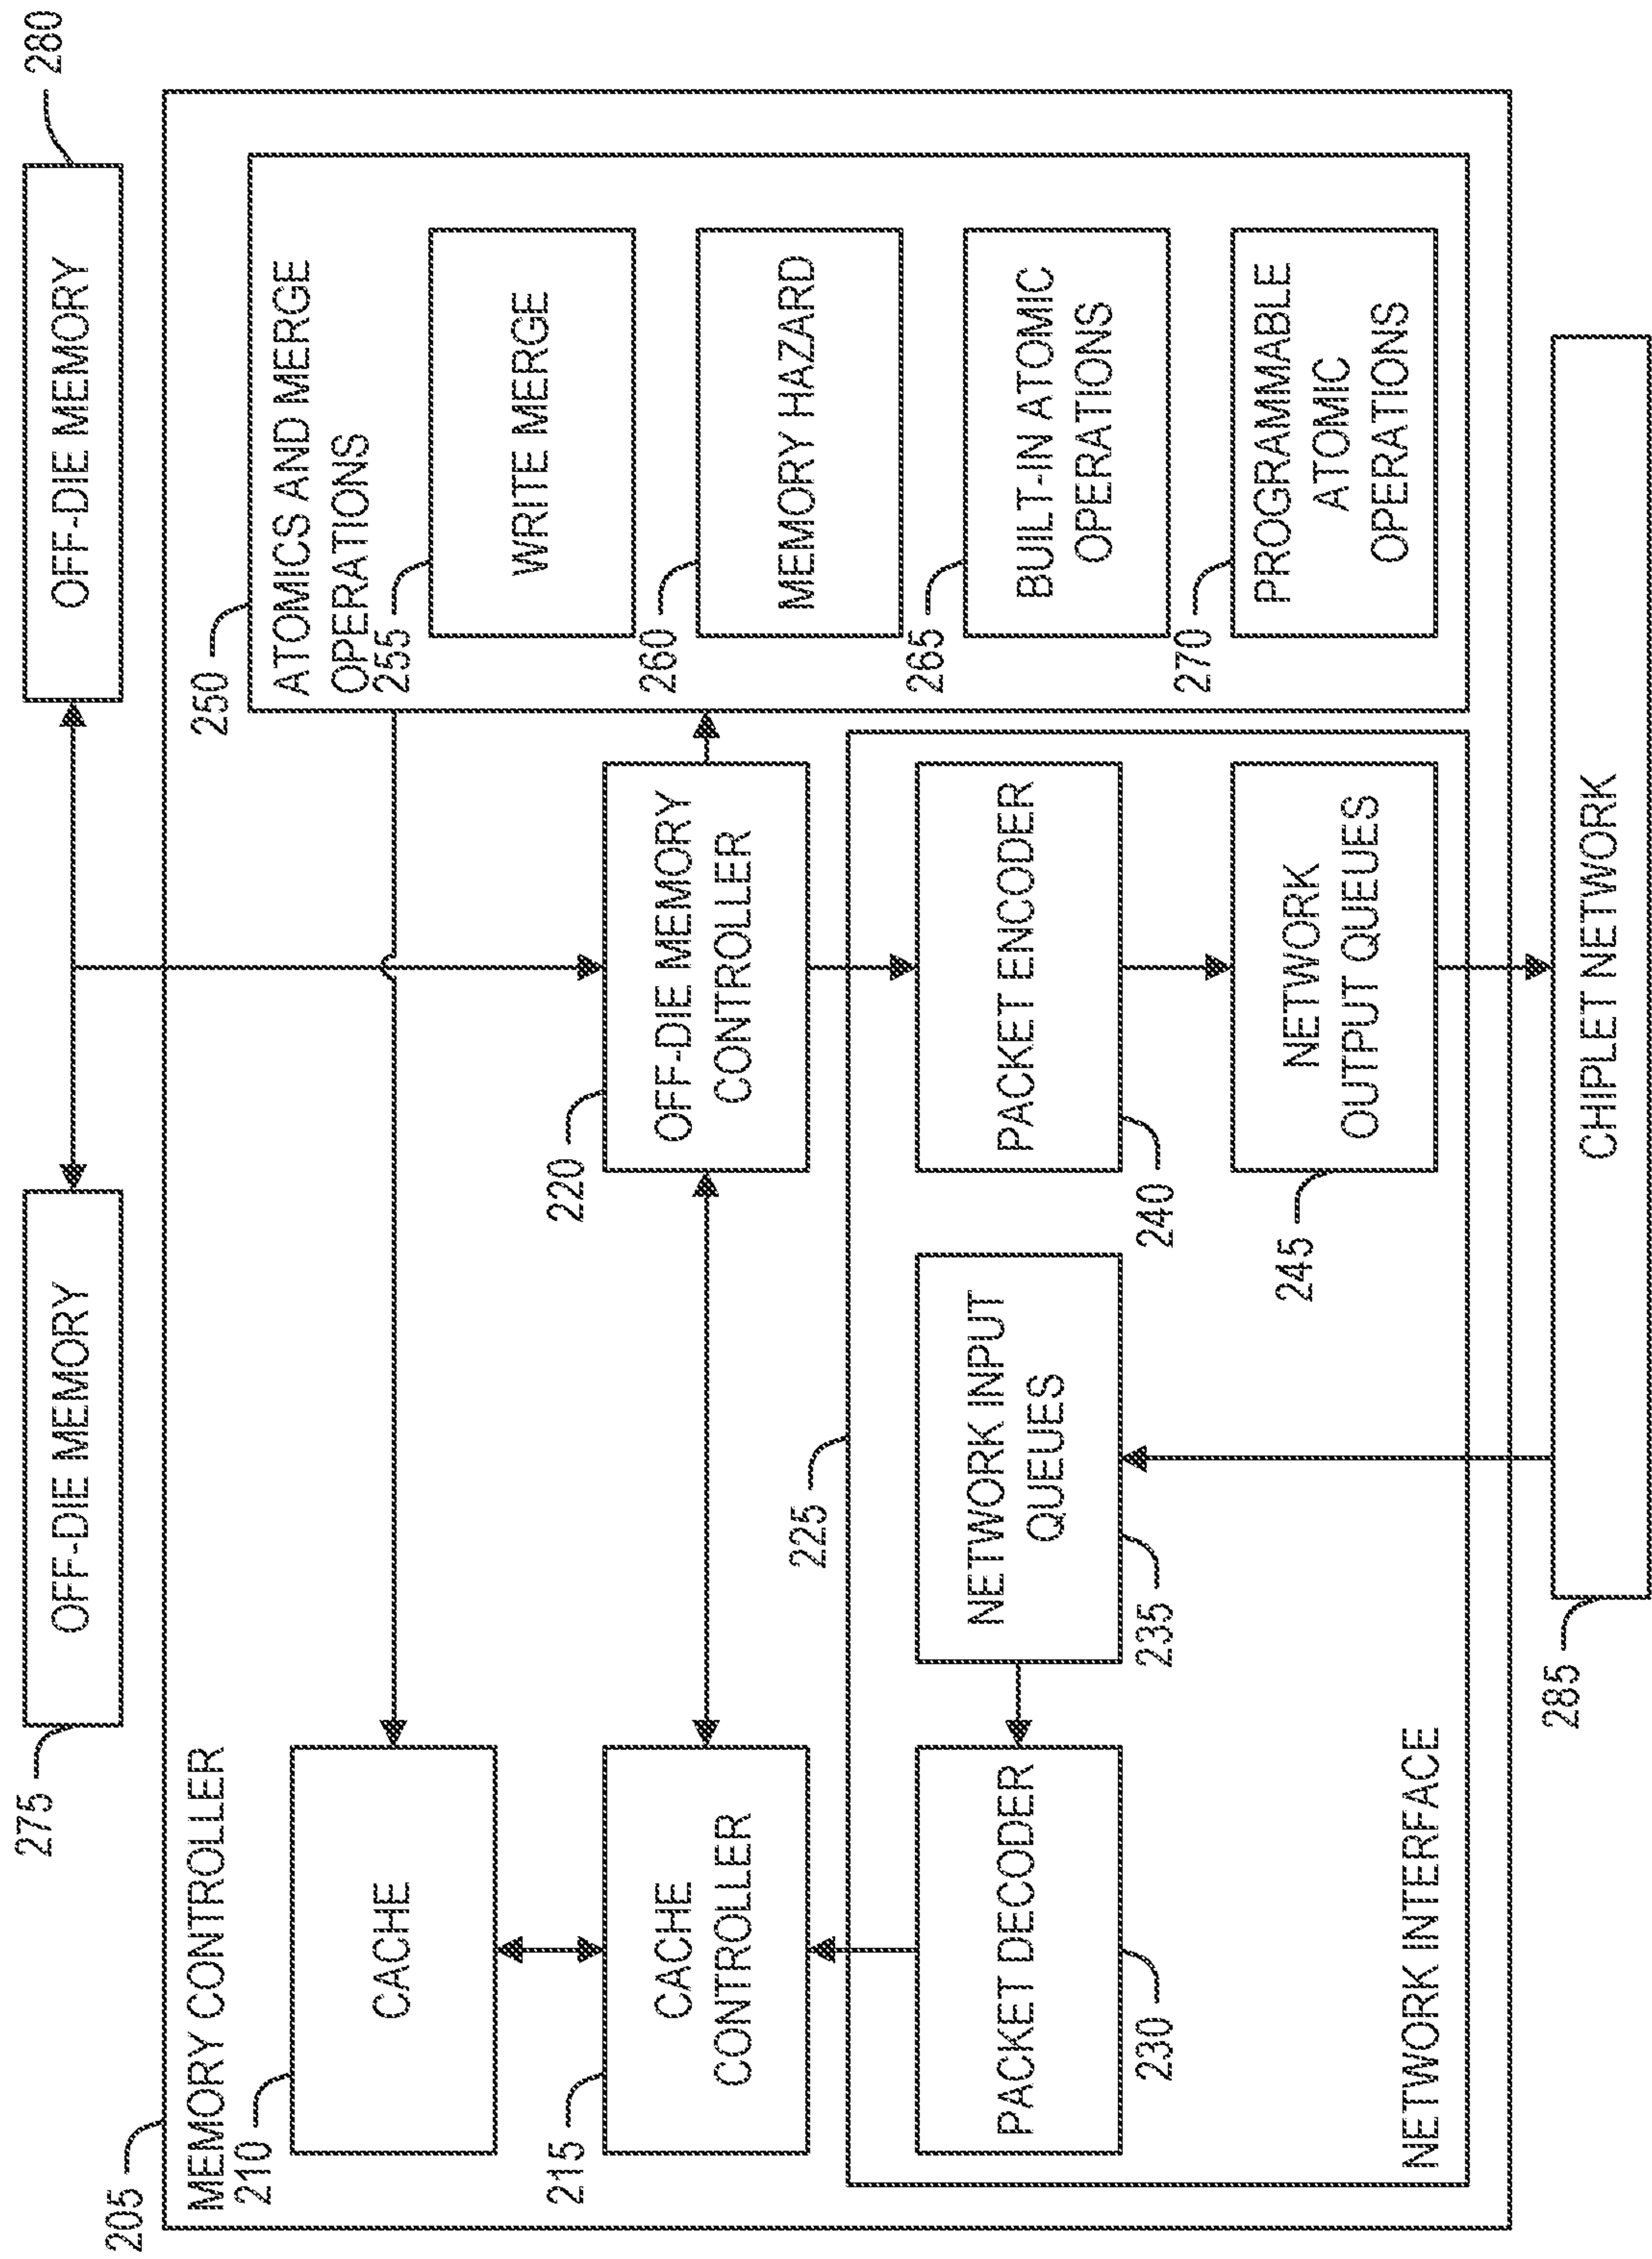 275
OFF-DIE MEMORY
OFF-DIE MEMORY
280
205
MEMORY CONTROLLER
210
CACHE
215
CACHE
CONTROLLER
220
OFF-DIE MEMORY
CONTROLLER
250
ATOMICS AND MERGE
OPERATIONS
255
WRITE MERGE
260
MEMORY HAZARD
265
BUILT-IN ATOMIC
OPERATIONS
270
PROGRAMMABLE
ATOMIC
OPERATIONS
225
PACKET DECODER
230
NETWORK INPUT
QUEUES
235
PACKET ENCODER
240
NETWORK
OUTPUT QUEUES
245
NETWORK INTERFACE
285
CHIPLET NETWORK